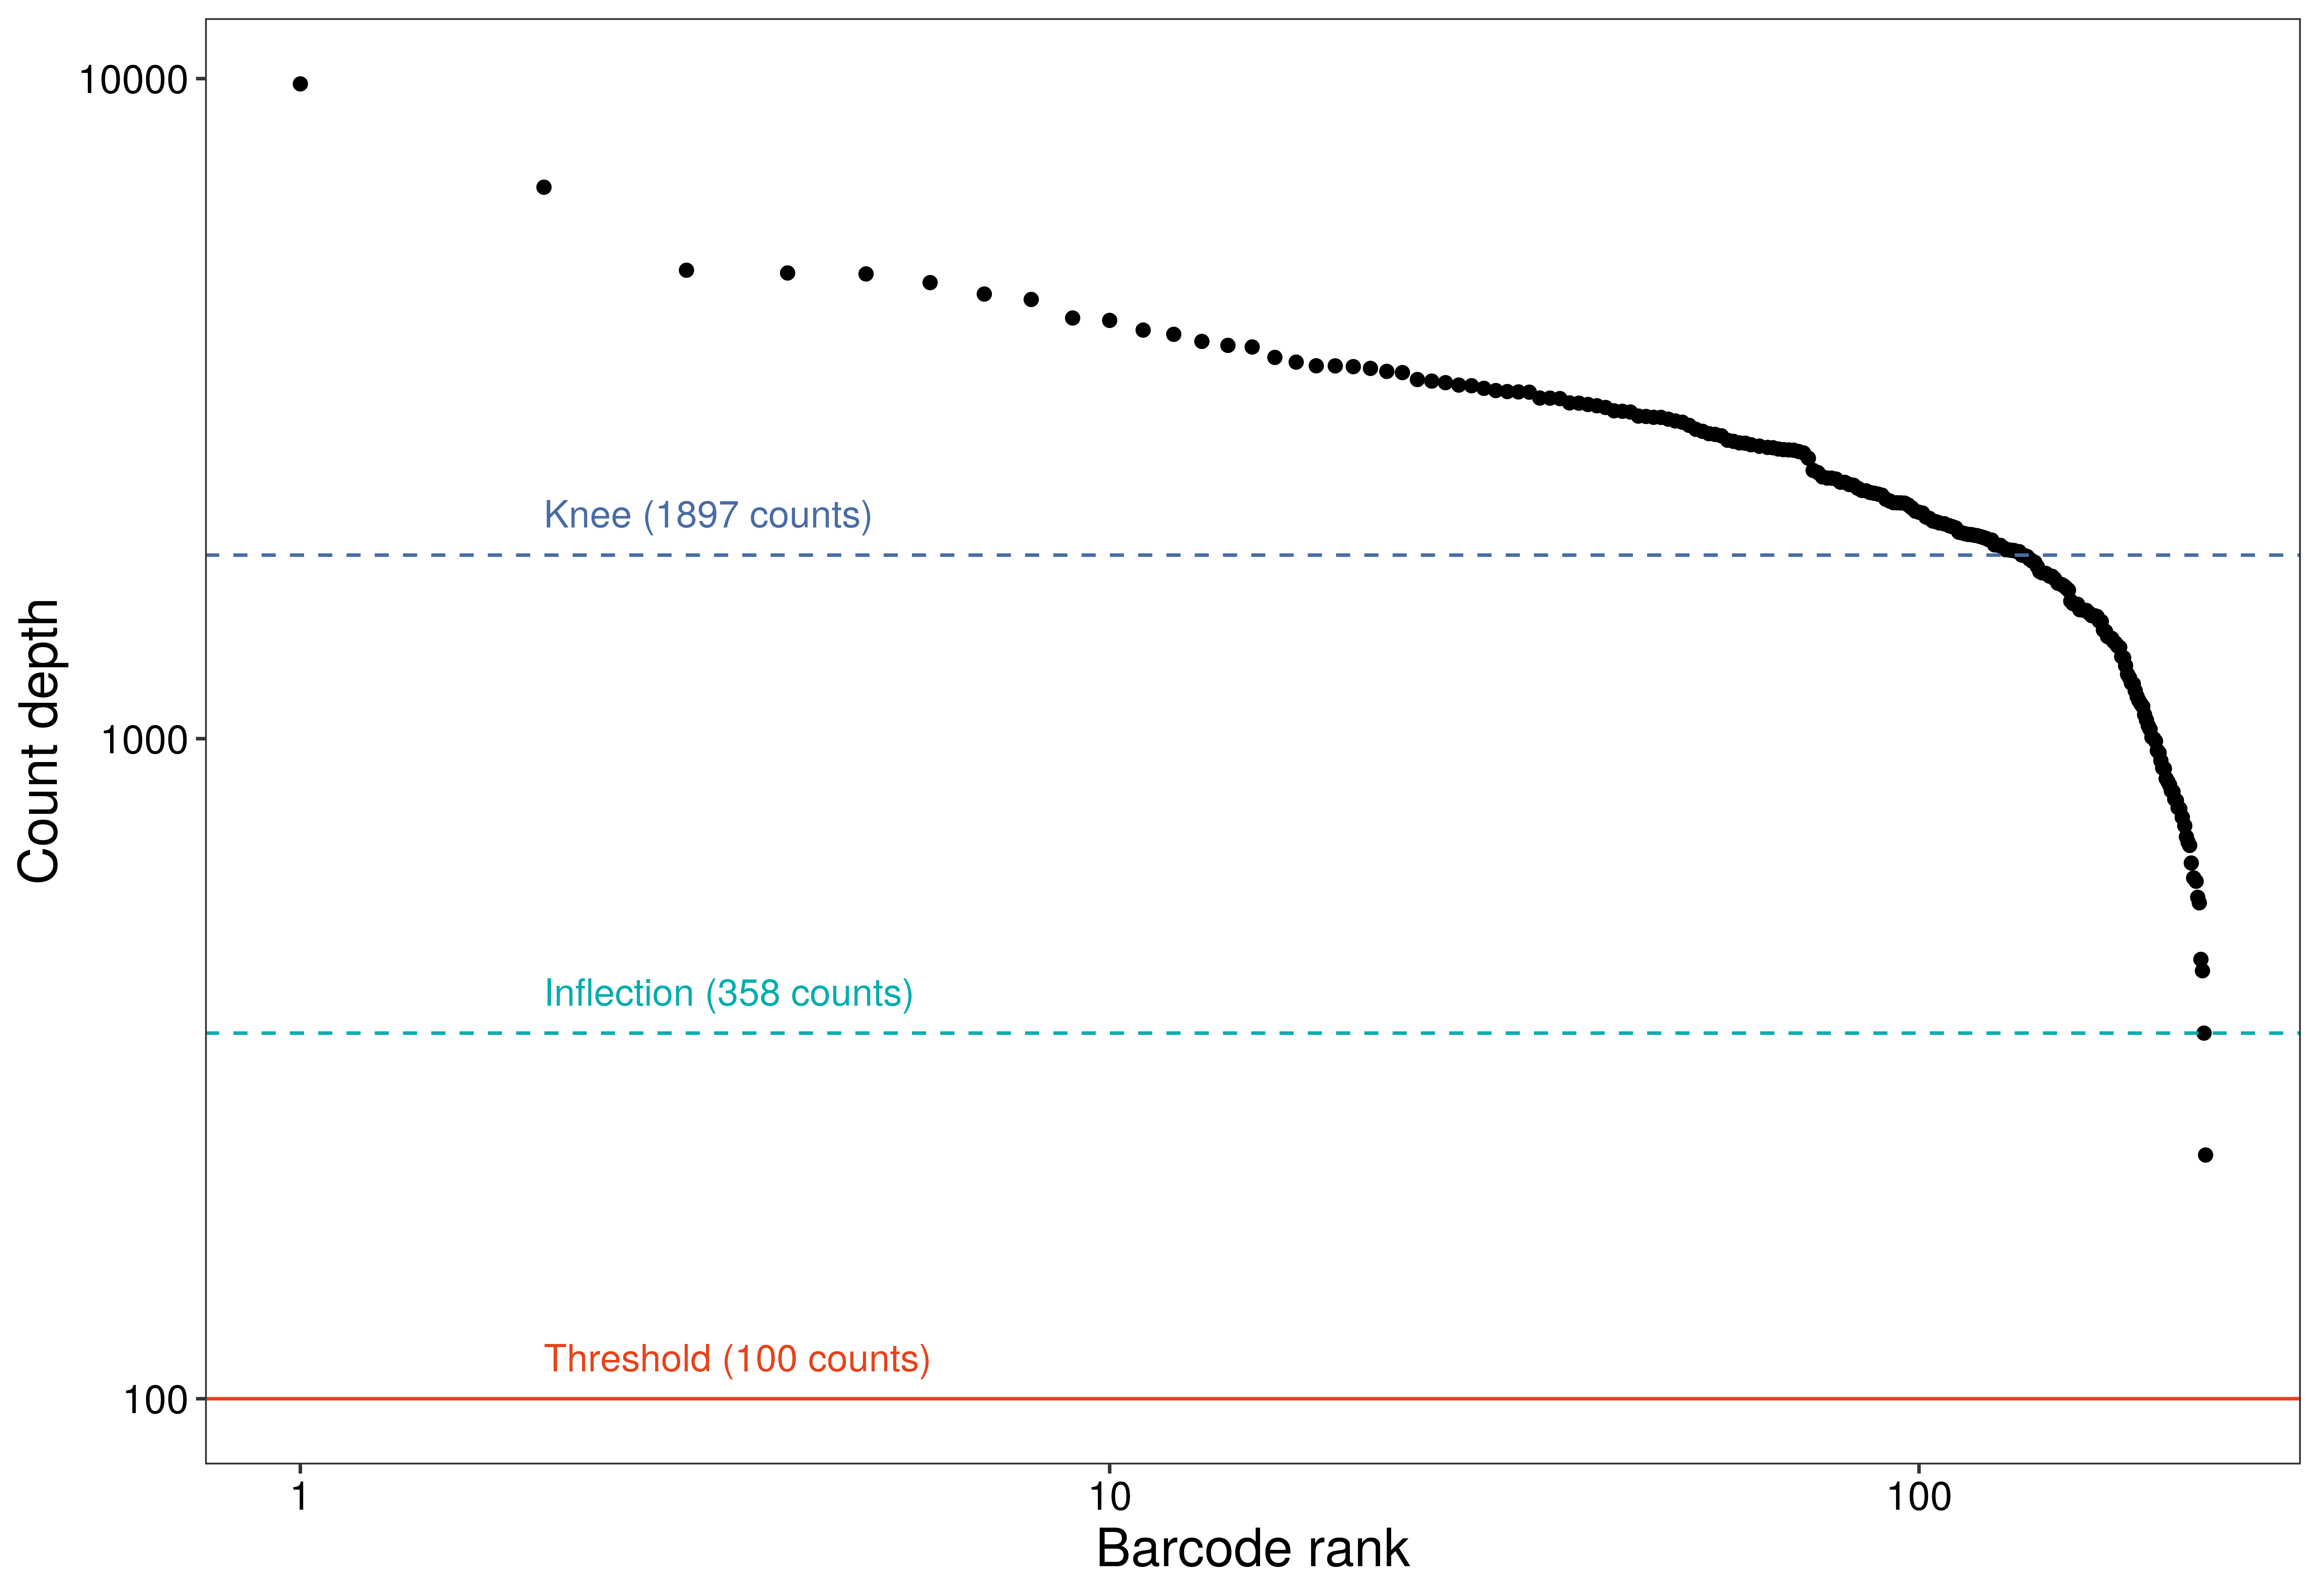 10000
Knee (1897 counts)
1000
Count depth
Inflection (358 counts)
Threshold (100 counts)
100
1
10
100
Barcode rank